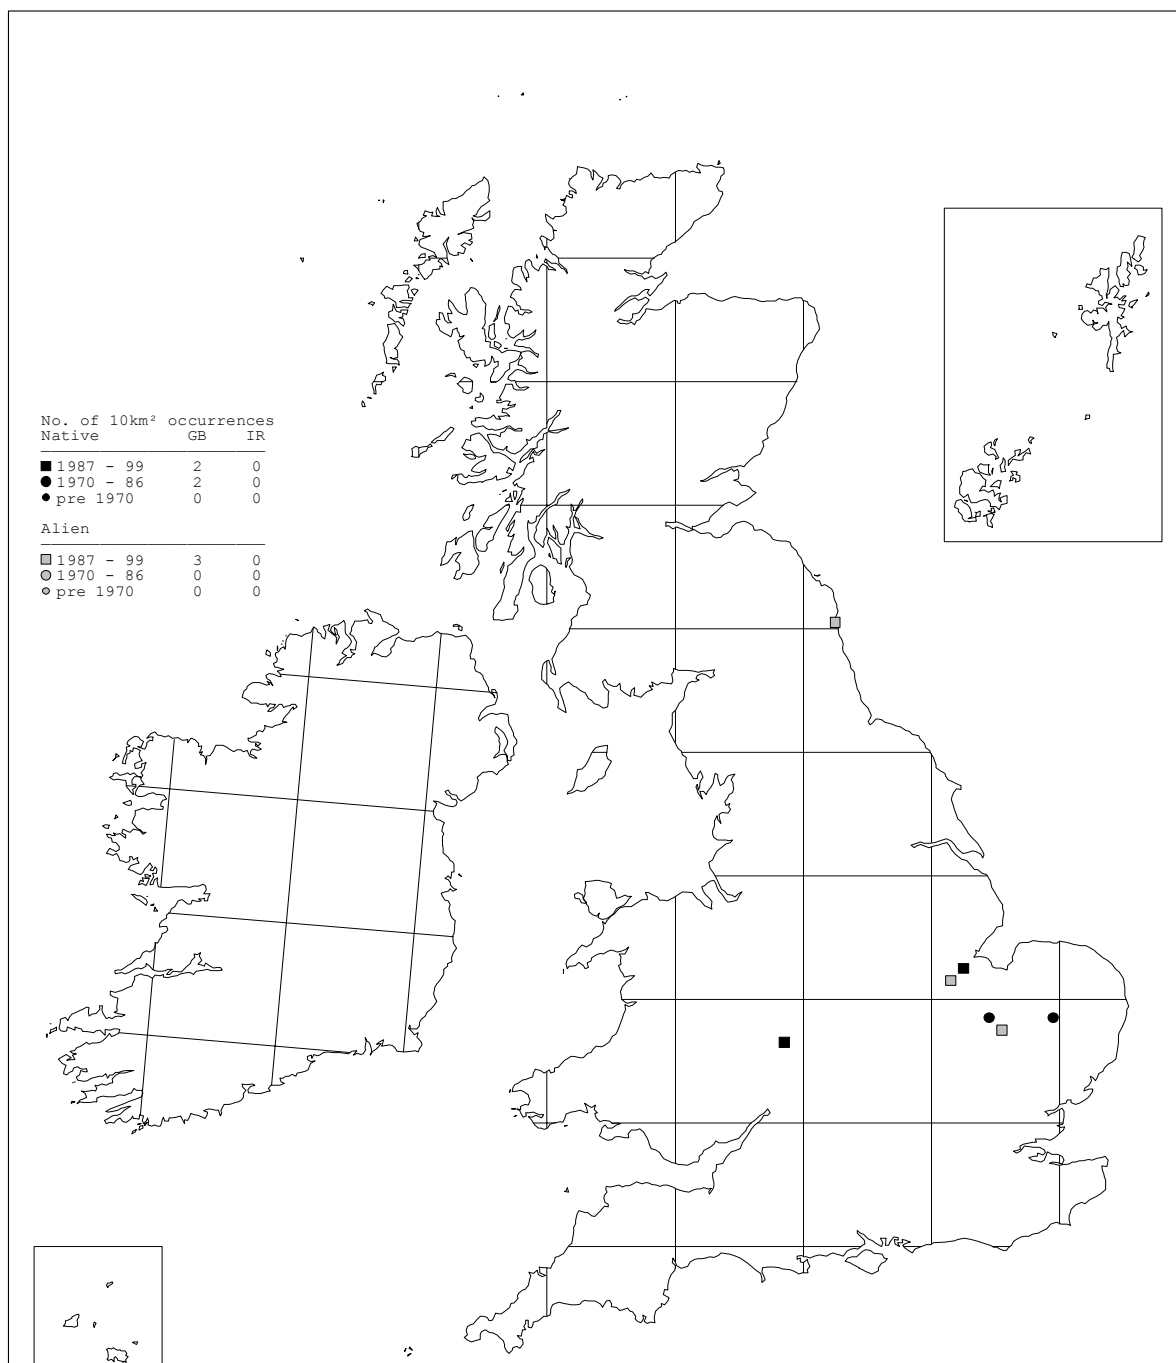 No. of 10km² occurrences
Native GB IR
1987 - 99 2 0
1970 - 86 2 0
pre 1970 0 0
Alien
1987 - 99 3 0
1970 - 86 0 0
pre 1970 0 0